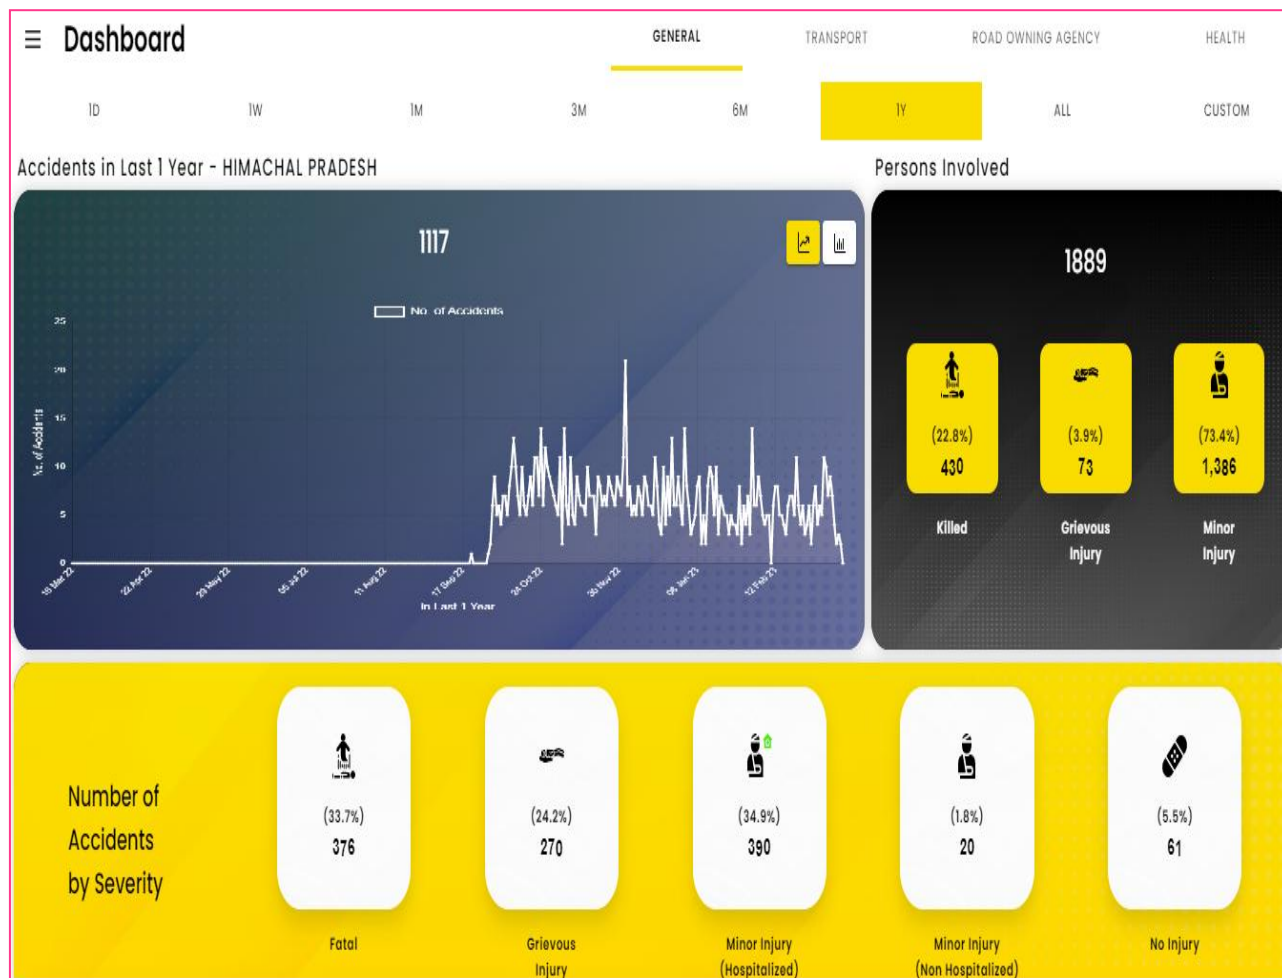 Dashboard
GENERAL
TRANSPORT
ROAD OWNING AGENCY
HEALTH
1D
1W
1M
3M
6M
1Y
ALL
CUSTOM
Accidents in Last 1 Year - HIMACHAL PRADESH
Persons Involved
1117
No. of Accidents
25
20
15
10
5
0
No. of Accidents
16 Mar 22
22 Apr 22
29 May 22
05 Jul 22
11 Aug 22
17 Sep 22
24 Oct 22
30 Nov 22
06 Jan 23
12 Feb 23
In Last 1 Year
1889
(22.8%)
430
Killed
(3.9%)
73
Grievous
Injury
(73.4%)
1,386
Minor
Injury
Number of
Accidents
by Severity
(33.7%)
376
Fatal
(24.2%)
270
Grievous
Injury
(34.9%)
390
Minor Injury
(Hospitalized)
(1.8%)
20
Minor Injury
(Non Hospitalized)
(5.5%)
61
No Injury